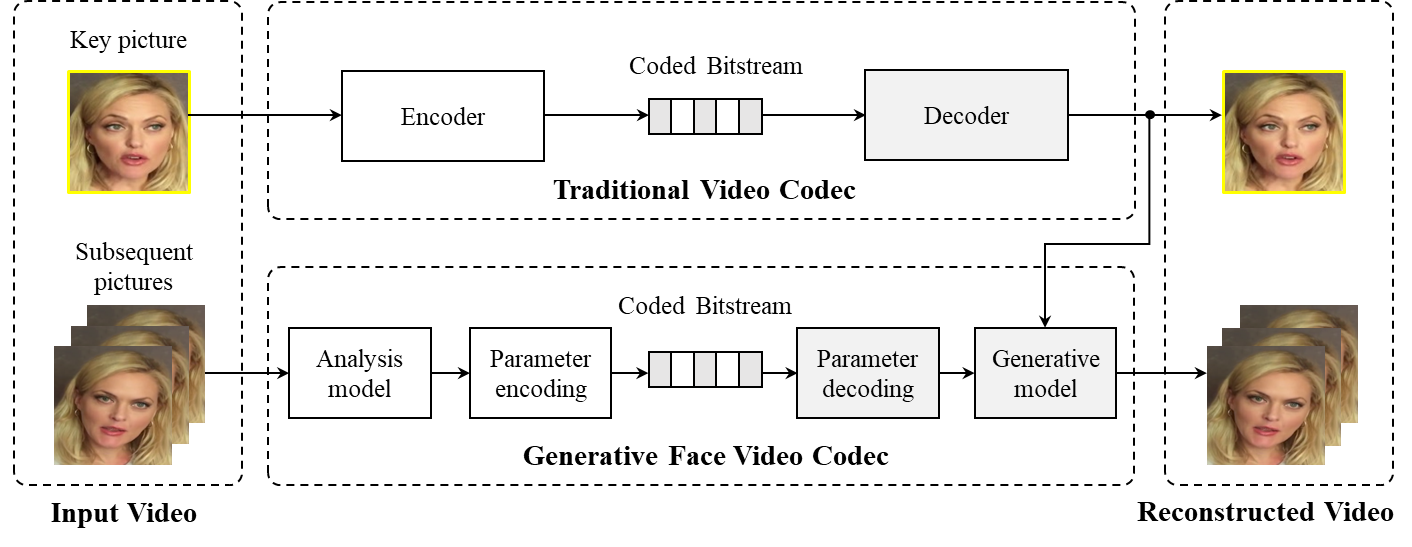 Key picture
Encoder
Coded Bitstream
Decoder
Traditional Video Codec
Subsequent
pictures
Coded Bitstream
Analysis
model
Parameter
encoding
Parameter
decoding
Generative
model
Generative Face Video Codec
Input Video
Reconstructed Video